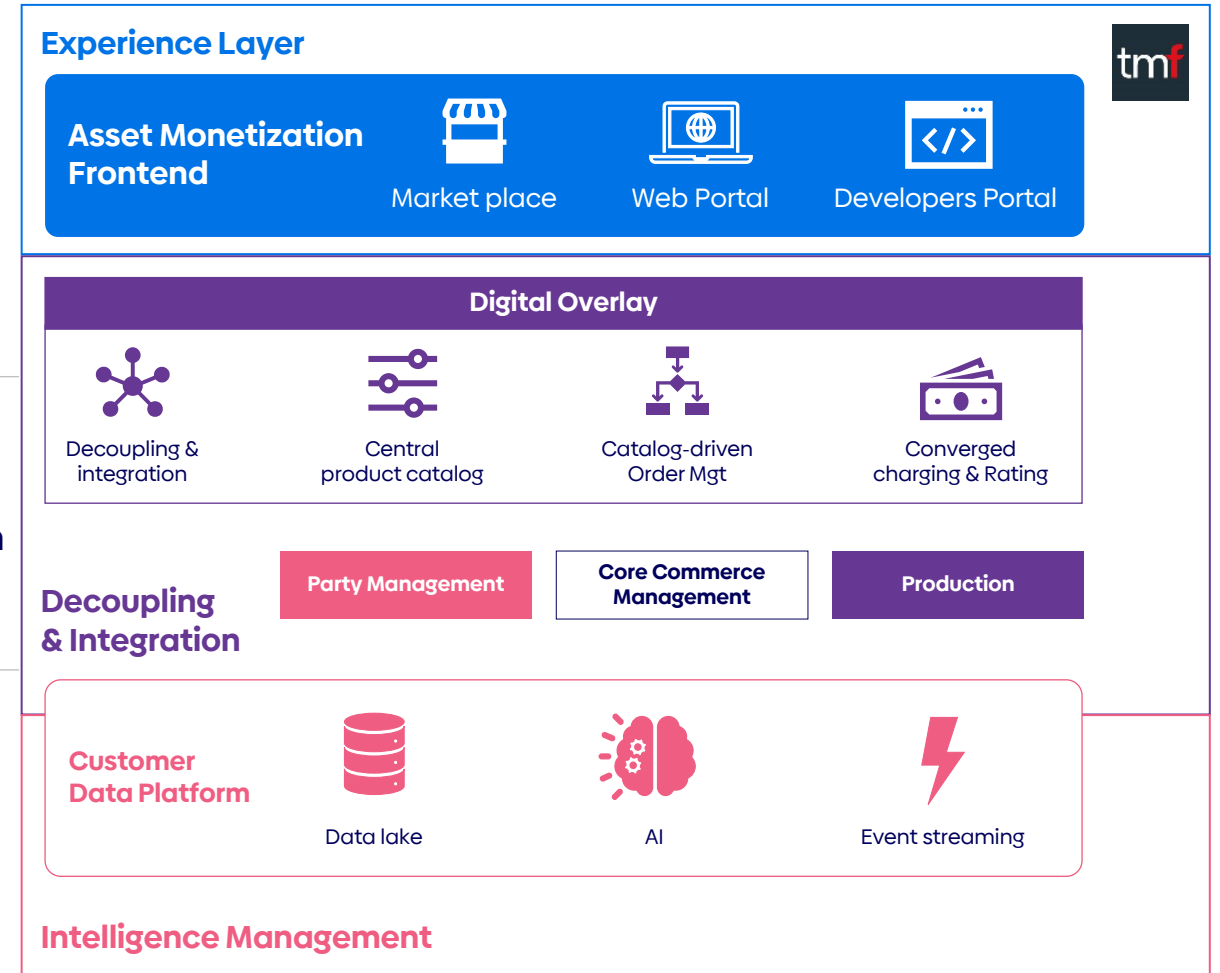 Experience Layer
tmf
Asset Monetization
Frontend
Market place
Web Portal
Developers Portal
</>
Digital Overlay
Decoupling &
integration
Central
product catalog
Catalog-driven
Order Mgt
Converged
charging & Rating
Decoupling
& Integration
Party Management
Core Commerce
Management
Production
Customer
Data Platform
Data lake
AI
Event streaming
Intelligence Management